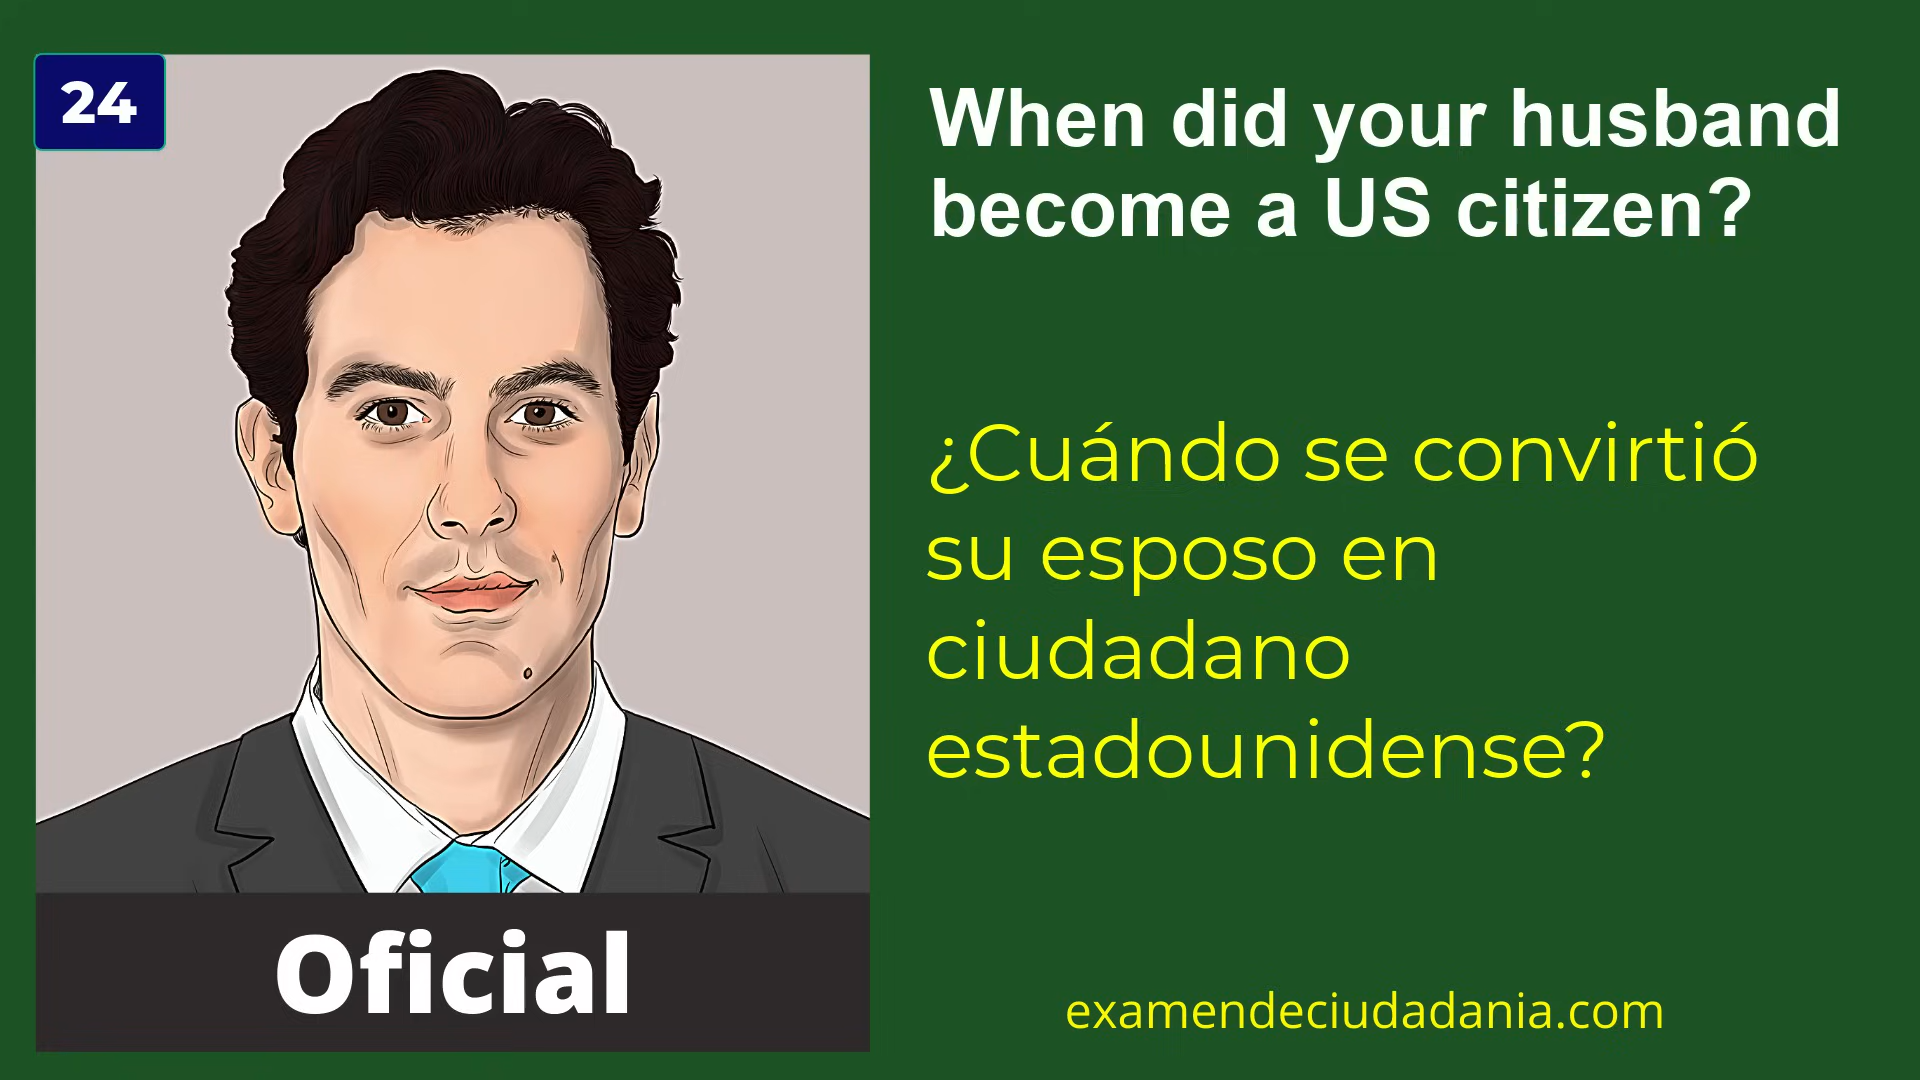 24
When did your husband
become a US citizen?
¿Cuándo se convirtió
su esposo en
ciudadano
estadounidense?
Oficial
examendeciudadania.com